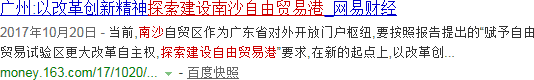 广州:以改革创新精神探索建设南沙自由贸易港_网易财经
2017年10月20日 - 当前,南沙自贸区作为广东省对外开放门户枢纽,要按照报告提出的“赋予自由
贸易试验区更大改革自主权,探索建设自由贸易港”要求,在新的起点上,以改革创...
money.163.com/17/1020/... - 百度快照